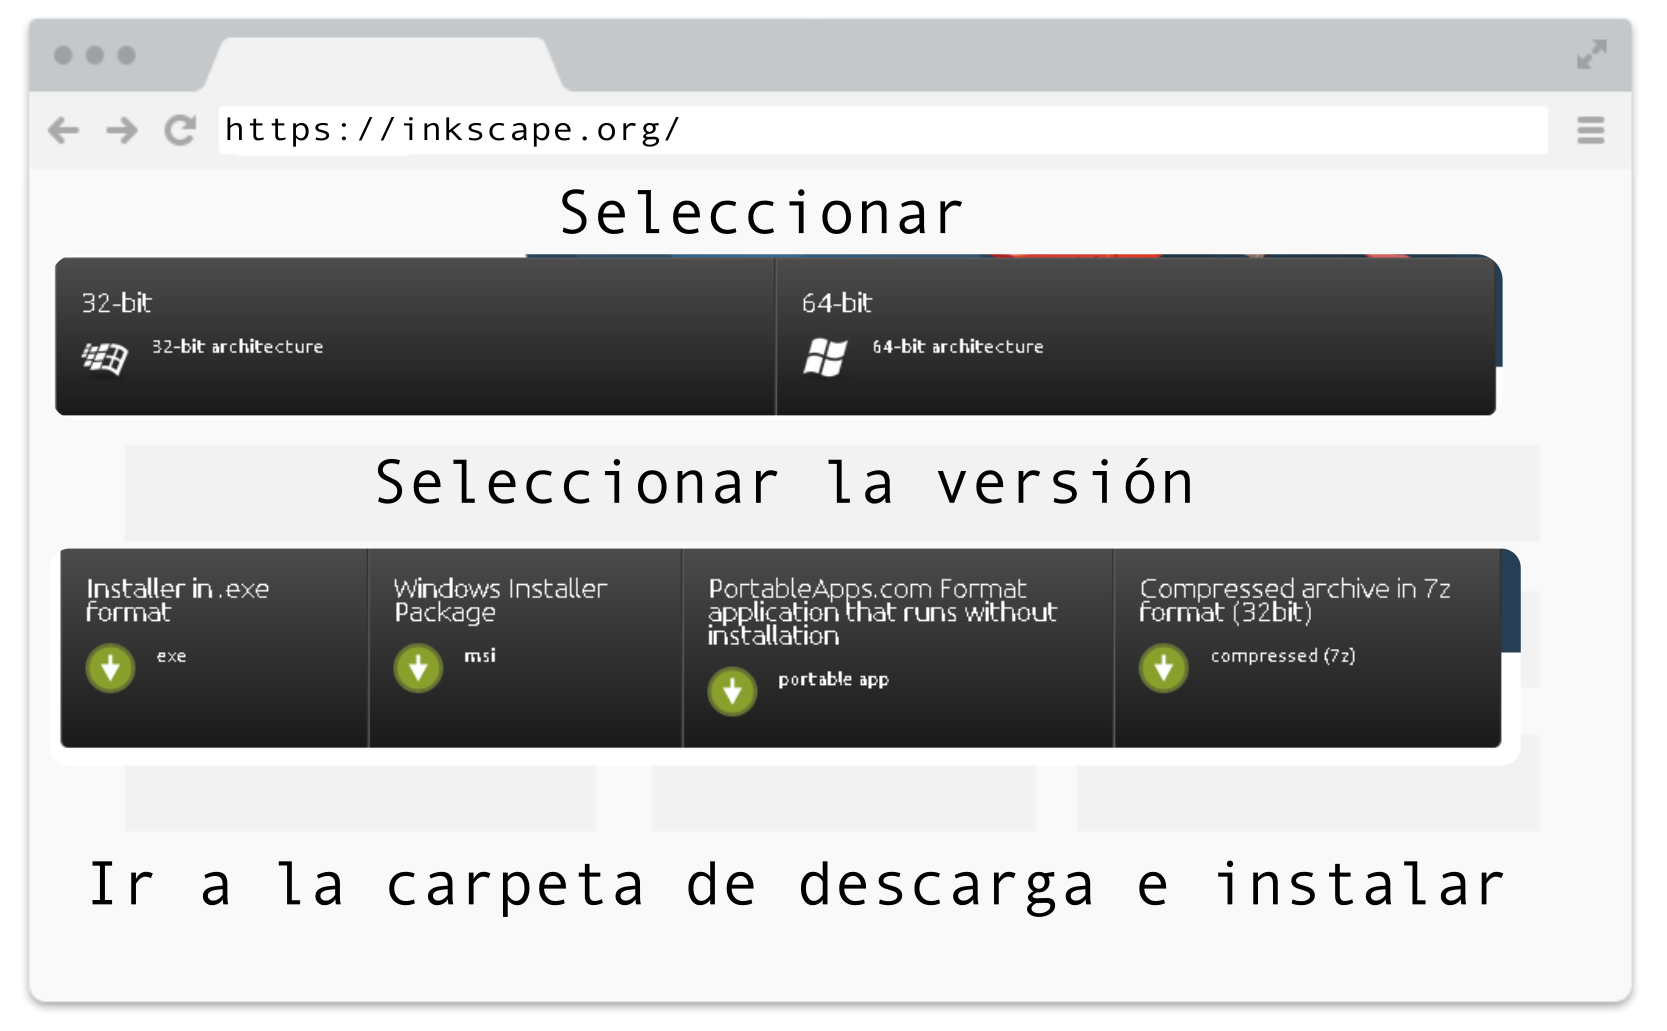 https://inkscape.org/
Seleccionar
32-bit
32-bit architecture
64-bit
64-bit architecture
Seleccionar la versión
Installer in .exe
format
exe
Windows Installer
Package
msi
PortableApps.com Format
application that runs without
installation
portable app
Compressed archive in 7z
format (32bit)
compressed (7z)
Ir a la carpeta de descarga e instalar